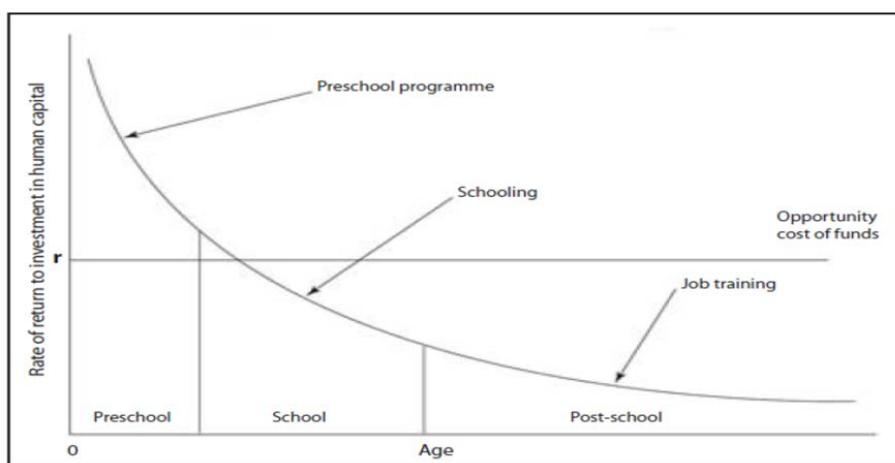 Rate of return to investment in human capital
Preschool programme
Schooling
Opportunity
cost of funds
r
Job training
Preschool
School
Post-school
0
Age